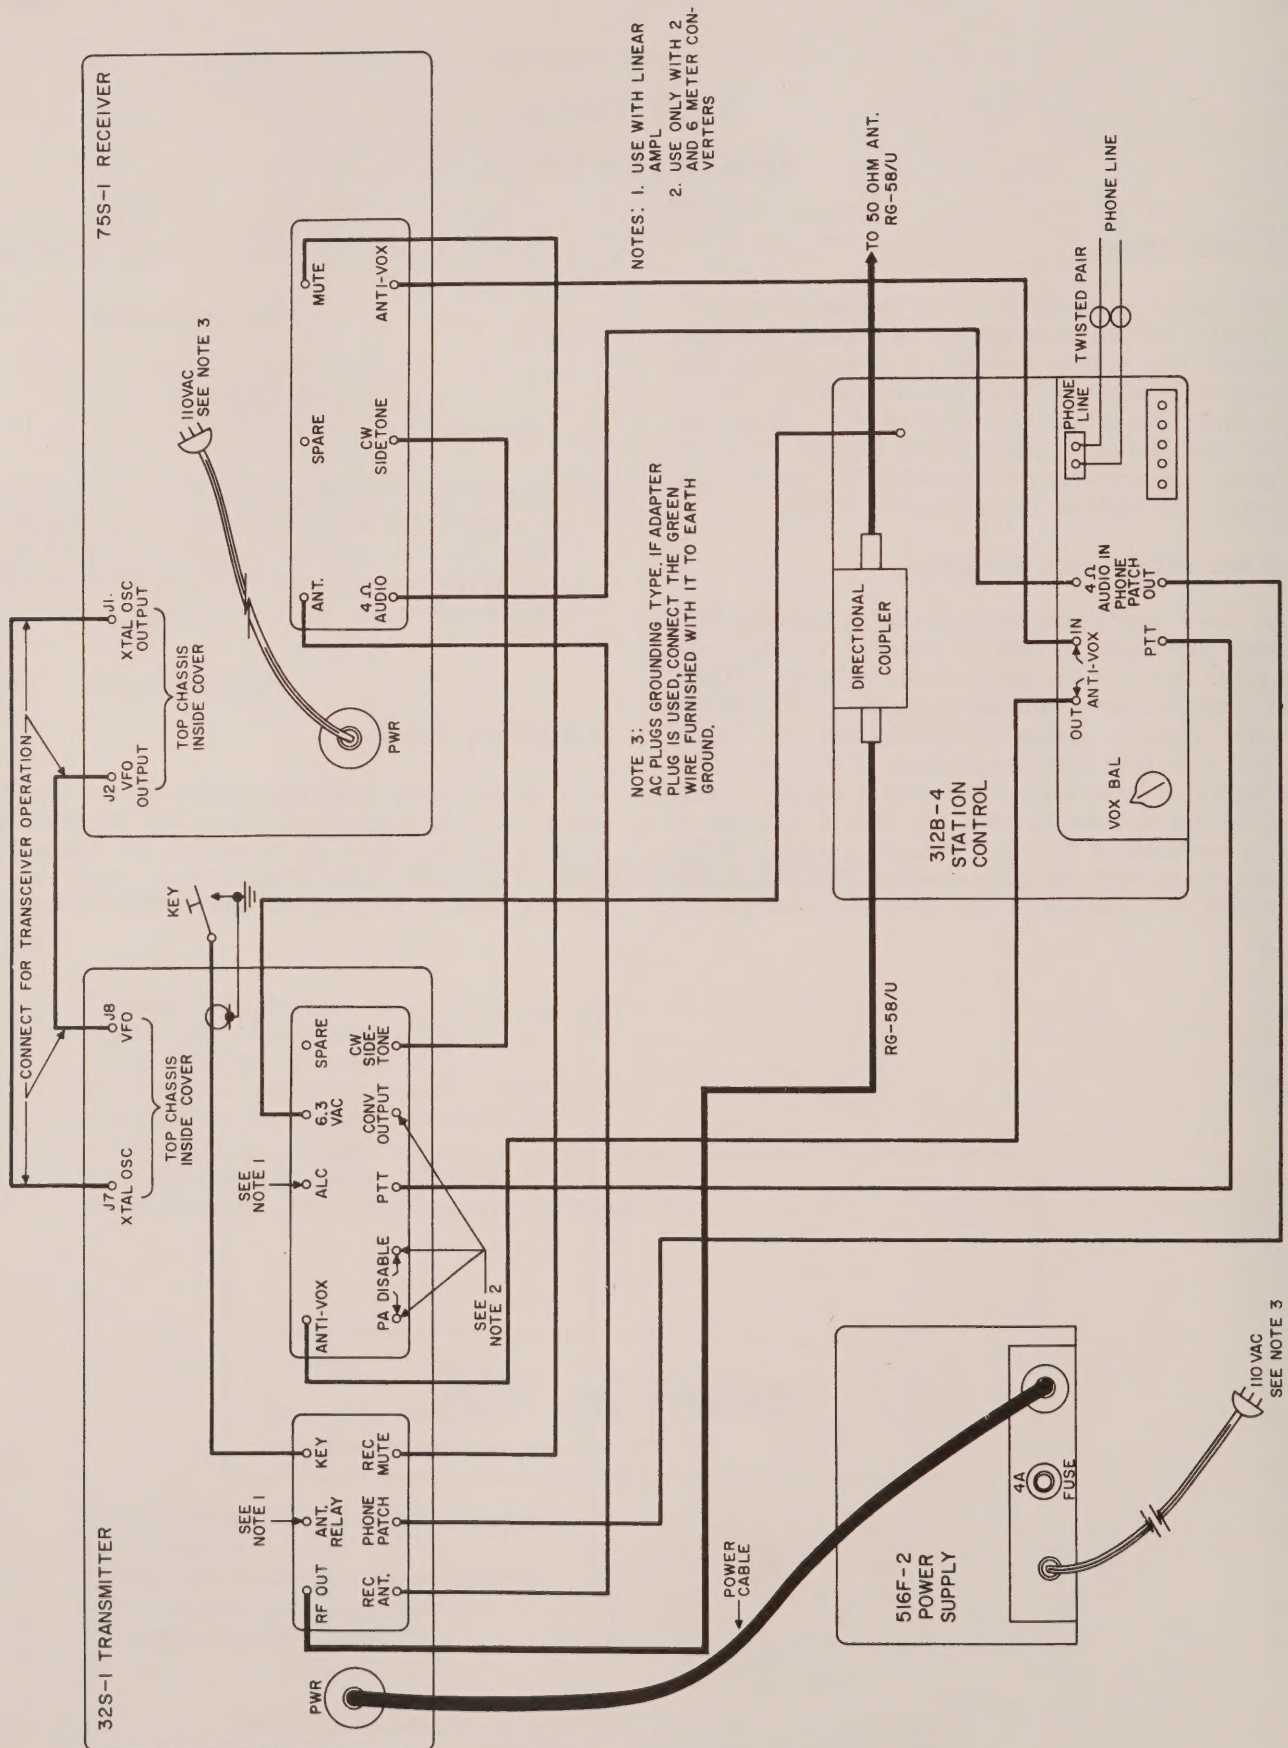 CONNECT FOR TRANSCEIVER OPERATION
32S-1 TRANSMITTER
J7
XTAL OSC
J8
VFO
TOP CHASSIS
INSIDE COVER
KEY
PWR
SEE
NOTE 1
RF OUT
ANT.
RELAY
KEY
REC
ANT.
PHONE
PATCH
REC
MUTE
SEE
NOTE 1
ANTI-VOX
ALC
6.3
VAC
SPARE
PA DISABLE
PTT
CONV
OUTPUT
CW
SIDE-
TONE
SEE
NOTE 2
75S-1 RECEIVER
J2
VFO
OUTPUT
J1
XTAL OSC
OUTPUT
TOP CHASSIS
INSIDE COVER
110VAC
SEE NOTE 3
PWR
ANT.
SPARE
MUTE
4Ω
AUDIO
CW
SIDETONE
ANTI-VOX
NOTES: 1. USE WITH LINEAR
AMPL
2. USE ONLY WITH 2
AND 6 METER CON-
VERTERS
NOTE 3:
AC PLUGS GROUNDING TYPE. IF ADAPTER
PLUG IS USED, CONNECT THE GREEN
WIRE FURNISHED WITH IT TO EARTH
GROUND.
POWER
CABLE
516F-2
POWER
SUPPLY
4A
FUSE
110 VAC
SEE NOTE 3
RG-58/U
DIRECTIONAL
COUPLER
TO 50 OHM ANT.
RG-58/U
312B-4
STATION
CONTROL
VOX BAL
OUT
IN
ANTI-VOX
4Ω
AUDIO IN
PTT
PHONE
PATCH
OUT
PHONE
LINE
TWISTED PAIR
PHONE LINE